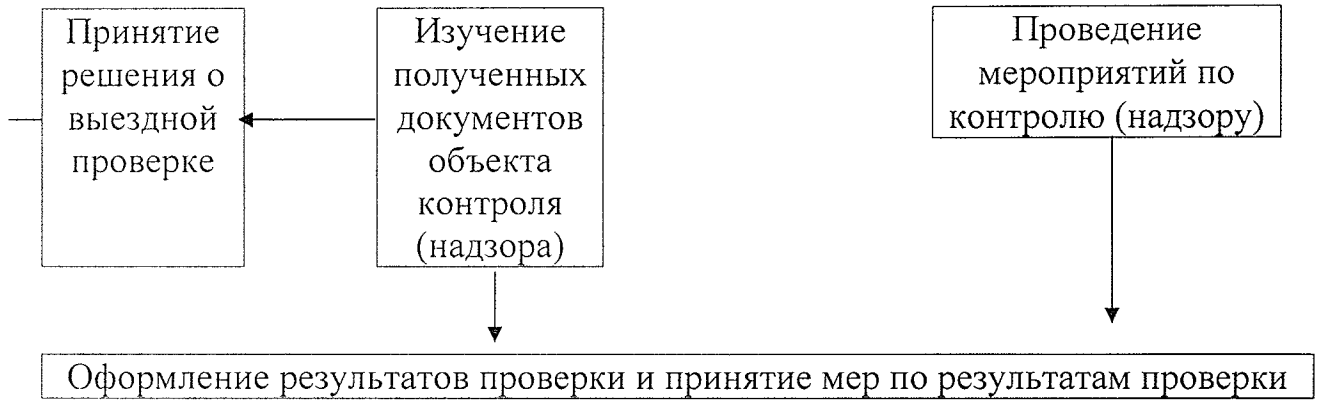 Принятие
решения о
выездной
проверке
Изучение
полученных
документов
объекта
контроля
(надзора)
Проведение
мероприятий по
контролю (надзору)
Оформление результатов проверки и принятие мер по результатам проверки